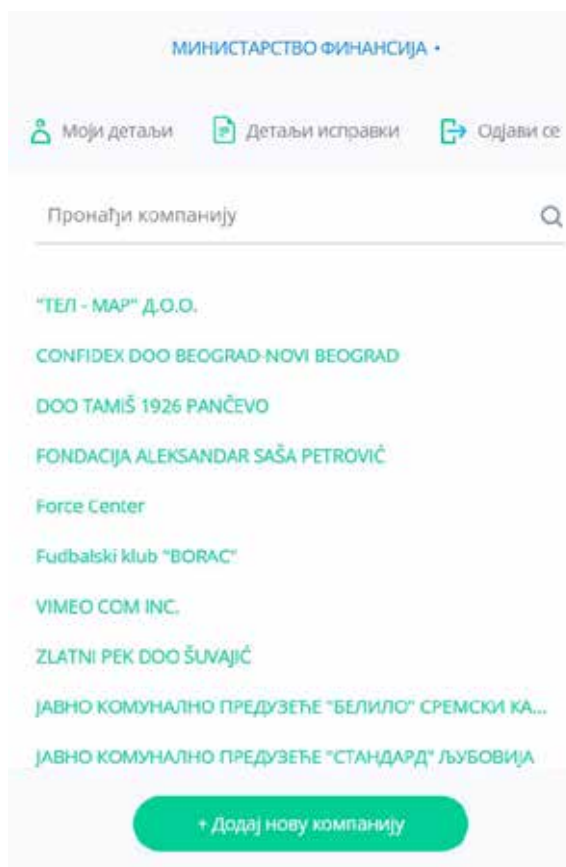 МИНИСТАРСТВО ФИНАНСИЈА •
Моји детаљи Детаљи исправки Одјави се
Пронађи компанију
"ТЕЛ - МАР" Д.О.О.
CONFIDEX DOO BEOGRAD-NOVI BEOGRAD
DOO TAMIŠ 1926 PANČEVO
FONDACIJA ALEKSANDAR SAŠA PETROVIĆ
Force Center
Fudbalski klub "BORAC"
VIMEO COM INC.
ZLATNI PEK DOO ŠUVAJIĆ
ЈАВНО КОМУНАЛНО ПРЕДУЗЕЋЕ "БЕЛИЛО" СРЕМСКИ КА...
ЈАВНО КОМУНАЛНО ПРЕДУЗЕЋЕ "СТАНДАРД" ЉУБОВИЈА
+ Додај нову компанију